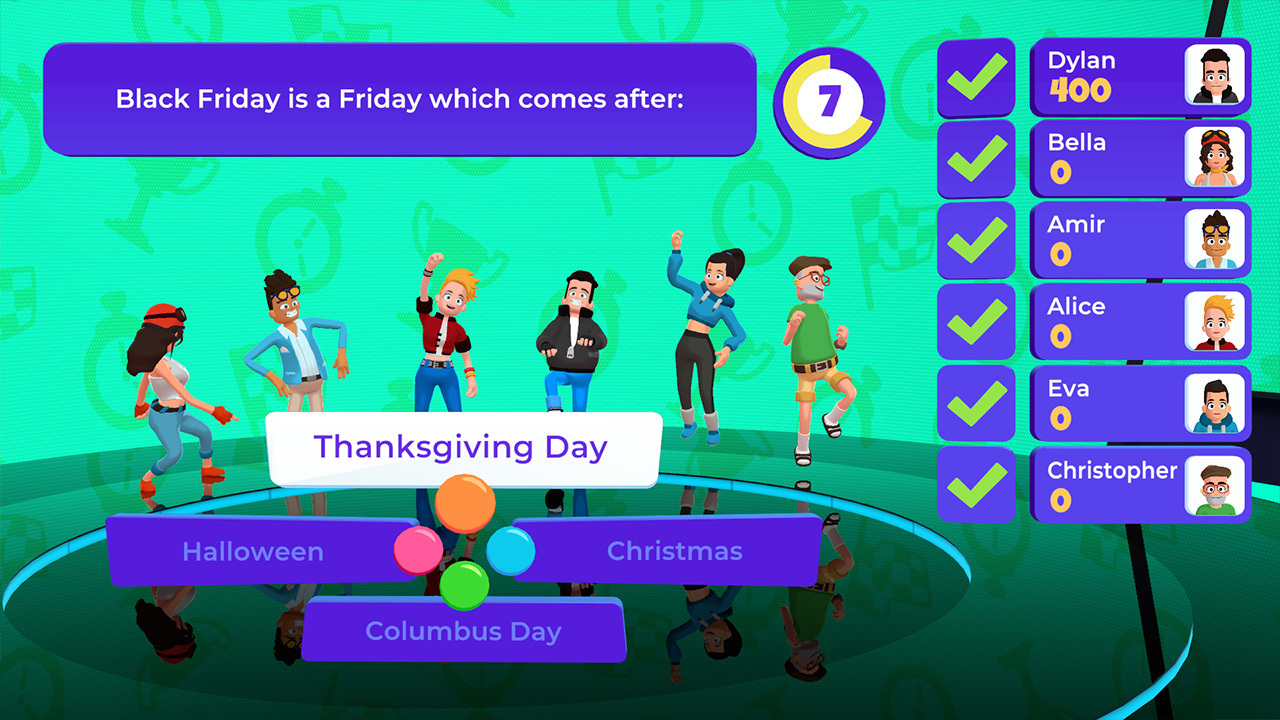 Black Friday is a Friday which comes after:
7
Dylan
400
Bella
0
Amir
0
Alice
0
Eva
0
Christopher
0
Thanksgiving Day
Halloween
Christmas
Columbus Day